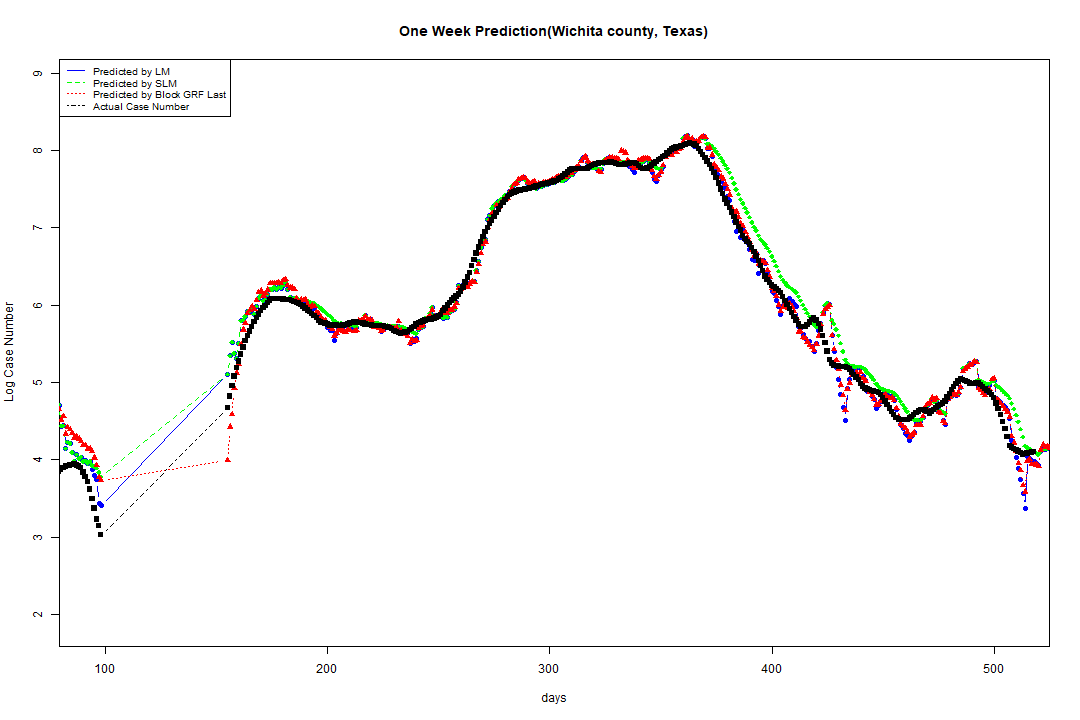 One Week Prediction(Wichita county, Texas)
Predicted by LM
Predicted by SLM
Predicted by Block GRF Last
Actual Case Number
9
8
7
6
5
4
3
2
Log Case Number
100 200 300 400 500
days